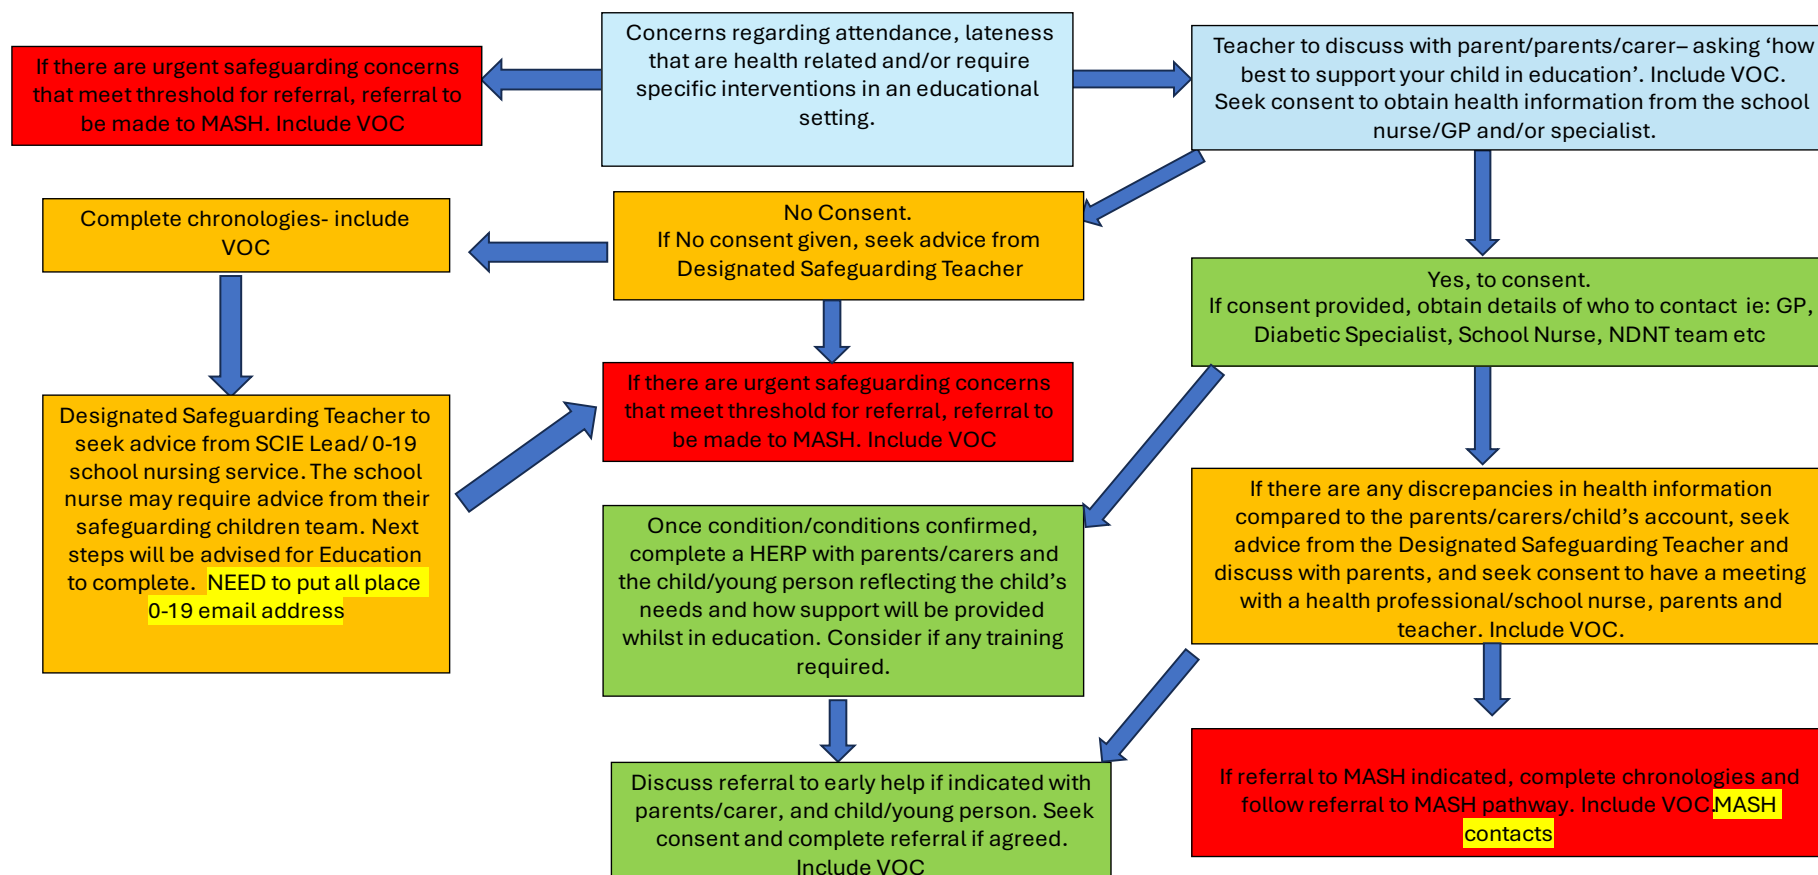 Concerns regarding attendance, lateness
that are health related and/or require
specific interventions in an educational
setting.
If there are urgent safeguarding concerns
that meet threshold for referral, referral to
be made to MASH. Include VOC
Teacher to discuss with parent/parents/carer– asking ‘how
best to support your child in education’. Include VOC.
Seek consent to obtain health information from the school
nurse/GP and/or specialist.
No Consent.
If No consent given, seek advice from
Designated Safeguarding Teacher
Complete chronologies- include
VOC
Designated Safeguarding Teacher to
seek advice from SCIE Lead/ 0-19
school nursing service. The school
nurse may require advice from their
safeguarding children team. Next
steps will be advised for Education
to complete. NEED to put all place
0-19 email address
If there are urgent safeguarding concerns
that meet threshold for referral, referral to
be made to MASH. Include VOC
Yes, to consent.
If consent provided, obtain details of who to contact ie: GP,
Diabetic Specialist, School Nurse, NDNT team etc
Once condition/conditions confirmed,
complete a HERP with parents/carers and
the child/young person reflecting the child’s
needs and how support will be provided
whilst in education. Consider if any training
required.
If there are any discrepancies in health information
compared to the parents/carers/child’s account, seek
advice from the Designated Safeguarding Teacher and
discuss with parents, and seek consent to have a meeting
with a health professional/school nurse, parents and
teacher. Include VOC.
Discuss referral to early help if indicated with
parents/carer, and child/young person. Seek
consent and complete referral if agreed.
Include VOC
If referral to MASH indicated, complete chronologies and
follow referral to MASH pathway. Include VOC.MASH
contacts